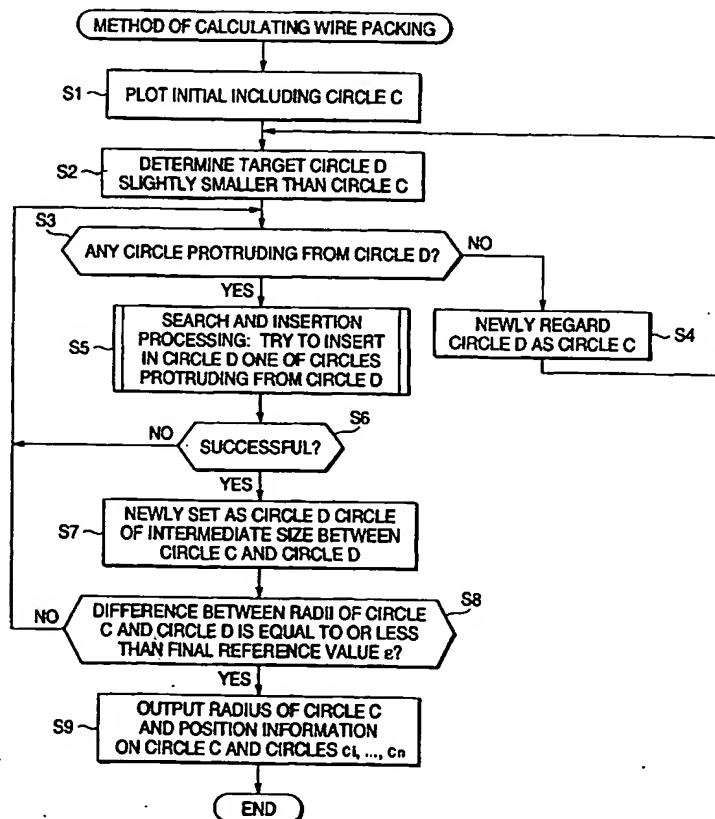 METHOD OF CALCULATING WIRE PACKING
S1
PLOT INITIAL INCLUDING CIRCLE C
S2
DETERMINE TARGET CIRCLE D
SLIGHTLY SMALLER THAN CIRCLE C
S3
ANY CIRCLE PROTRUDING FROM CIRCLE D?
NO
YES
S5
SEARCH AND INSERTION
PROCESSING: TRY TO INSERT
IN CIRCLE D ONE OF CIRCLES
PROTRUDING FROM CIRCLE D
NEWLY REGARD
CIRCLE D AS CIRCLE C
S4
NO
SUCCESSFUL?
S6
YES
S7
NEWLY SET AS CIRCLE D CIRCLE
OF INTERMEDIATE SIZE BETWEEN
CIRCLE C AND CIRCLE D
NO
DIFFERENCE BETWEEN RADII OF CIRCLE
C AND CIRCLE D IS EQUAL TO OR LESS
THAN FINAL REFERENCE VALUE ε?
S8
YES
S9
OUTPUT RADIUS OF CIRCLE C
AND POSITION INFORMATION
ON CIRCLE C AND CIRCLES ci, ..., cn
END